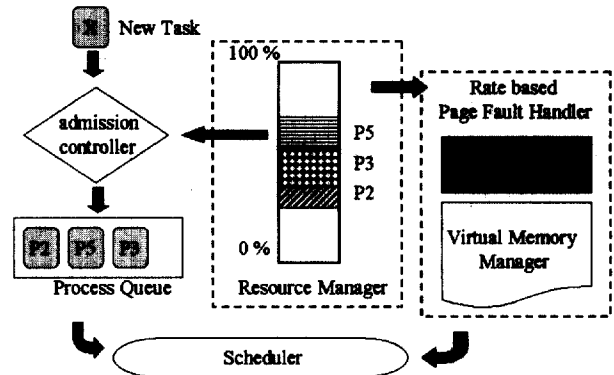 X
New Task
100 %
Rate based
Page Fault Handler
admission
controller
P5
P3
P2
P2 P5 P3
Virtual Memory
Manager
0 %
Process Queue
Resource Manager
Scheduler